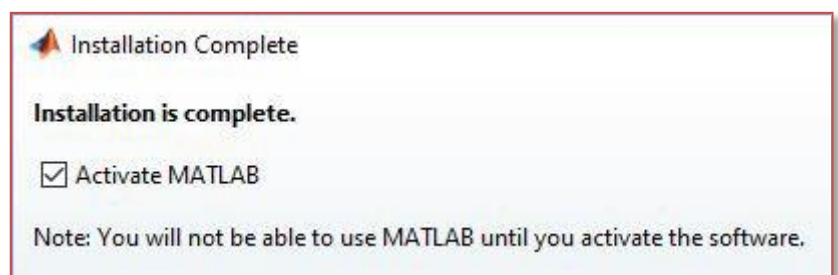 Installation Complete
Installation is complete.
Activate MATLAB
Note: You will not be able to use MATLAB until you activate the software.